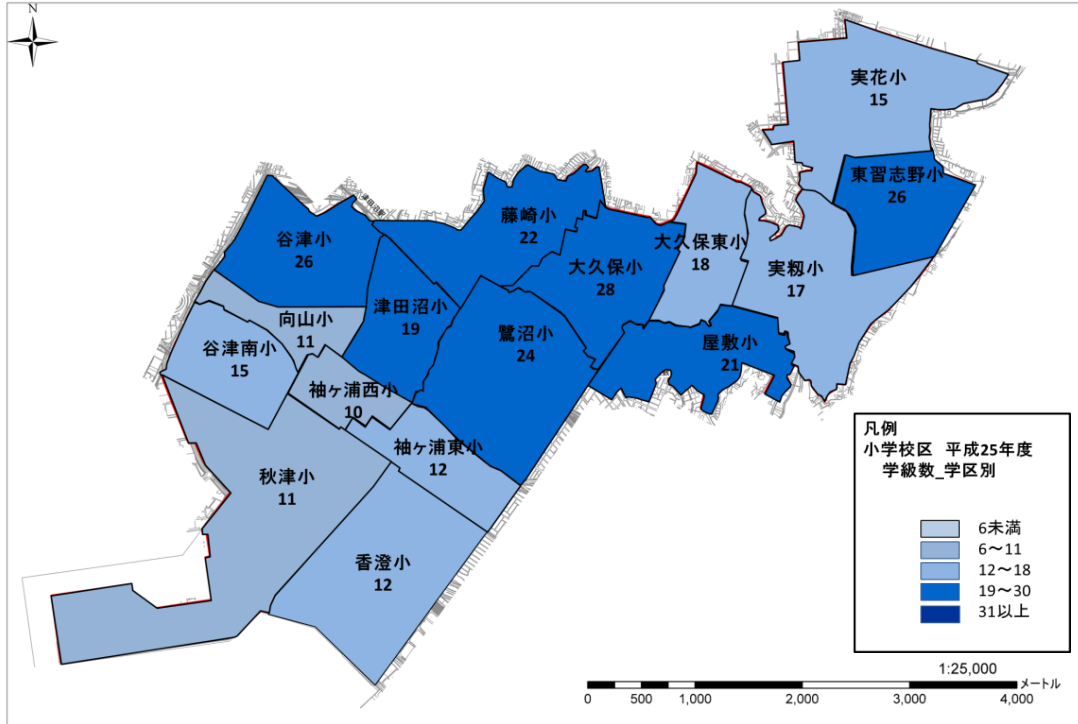 N
実花小
15
東習志野小
26
藤崎小
22
大久保東小
18
谷津小
26
大久保小
28
実籾小
17
津田沼小
19
向山小
11
鷺沼小
24
屋敷小
21
谷津南小
15
袖ヶ浦西小
10
袖ヶ浦東小
12
秋津小
11
香澄小
12
凡例
小学校区 平成25年度
学級数_学区別
6未満
6～11
12～18
19～30
31以上
1:25,000
メートル
0 500 1,000 2,000 3,000 4,000